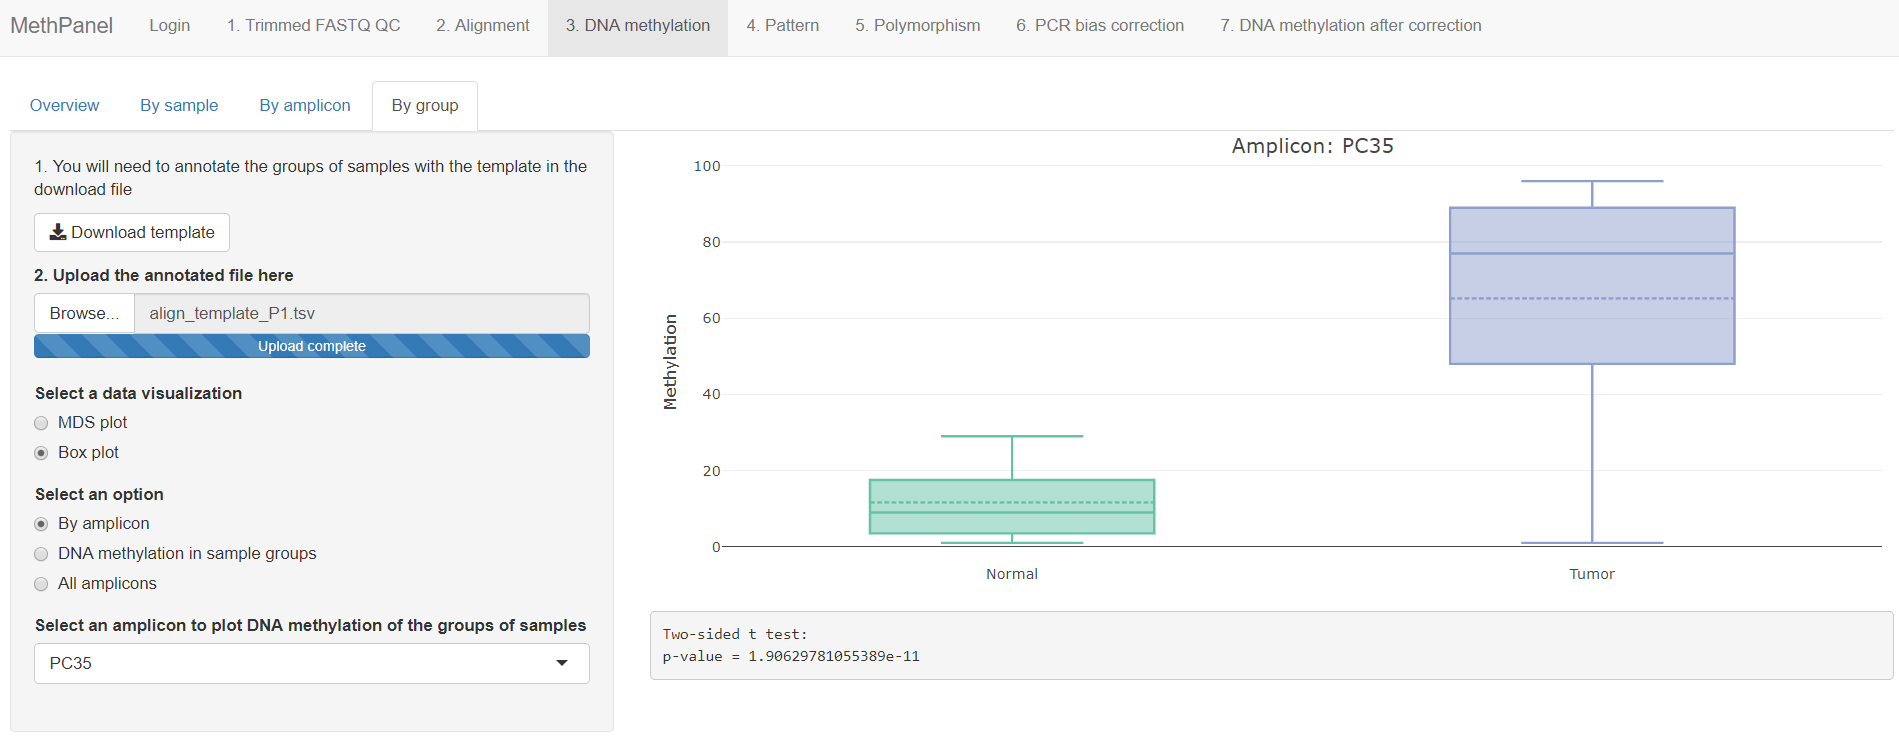 MethPanel Login 1. Trimmed FASTQ QC 2. Alignment 3. DNA methylation 4. Pattern 5. Polymorphism 6. PCR bias correction 7. DNA methylation after correction
Overview By sample By amplicon By group
1. You will need to annotate the groups of samples with the template in the
download file
Download template
2. Upload the annotated file here
Browse... align_template_P1.tsv
Upload complete
Select a data visualization
MDS plot
Box plot
Select an option
By amplicon
DNA methylation in sample groups
All amplicons
Select an amplicon to plot DNA methylation of the groups of samples
PC35
Amplicon: PC35
100
80
60
40
20
0
Methylation
Normal Tumor
Two-sided t test:
p-value = 1.90629781055389e-11